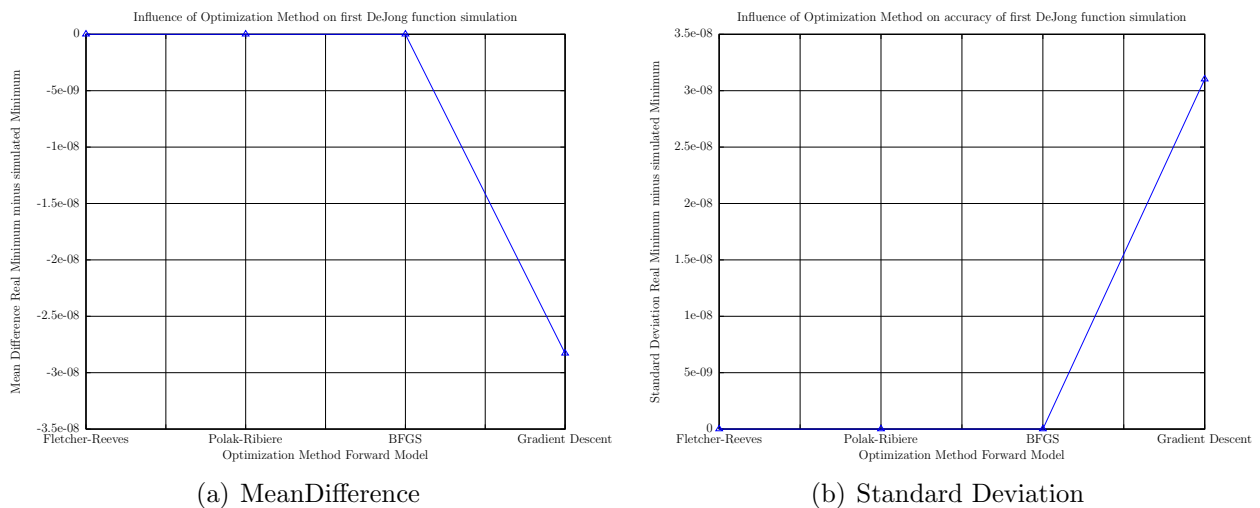 Influence of Optimization Method on first DeJong function simulation
Mean Difference Real Minimum minus simulated Minimum
0
-5e-09
-1e-08
-1.5e-08
-2e-08
-2.5e-08
-3e-08
-3.5e-08
Fletcher-Reeves Polak-Ribiere BFGS Gradient Descent
Optimization Method Forward Model
(a) MeanDifference
Influence of Optimization Method on accuracy of first DeJong function simulation
Standard Deviation Real Minimum minus simulated Minimum
3.5e-08
3e-08
2.5e-08
2e-08
1.5e-08
1e-08
5e-09
0
Fletcher-Reeves Polak-Ribiere BFGS Gradient Descent
Optimization Method Forward Model
(b) Standard Deviation